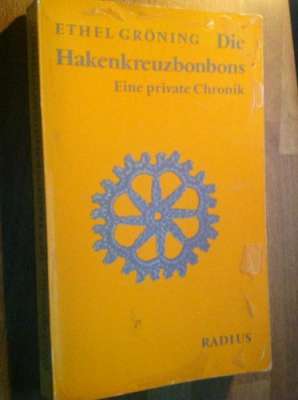 ETHEL GRÖNING Die
Hakenkreuzbonbons
Eine private Chronik
RADIUS